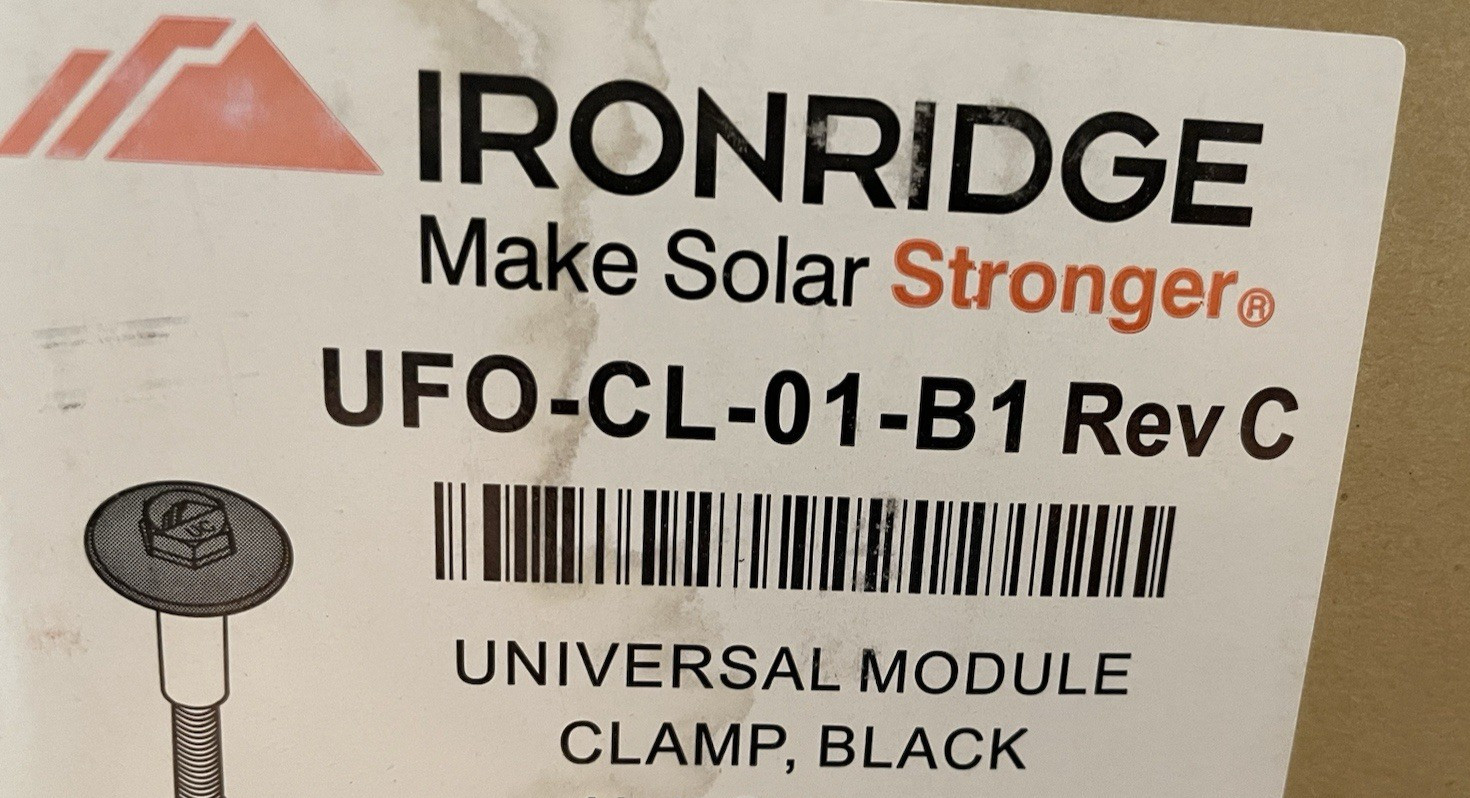 IRONRIDGE
Make Solar Stronger®
UFO-CL-01-B1 Rev C
UNIVERSAL MODULE
CLAMP, BLACK